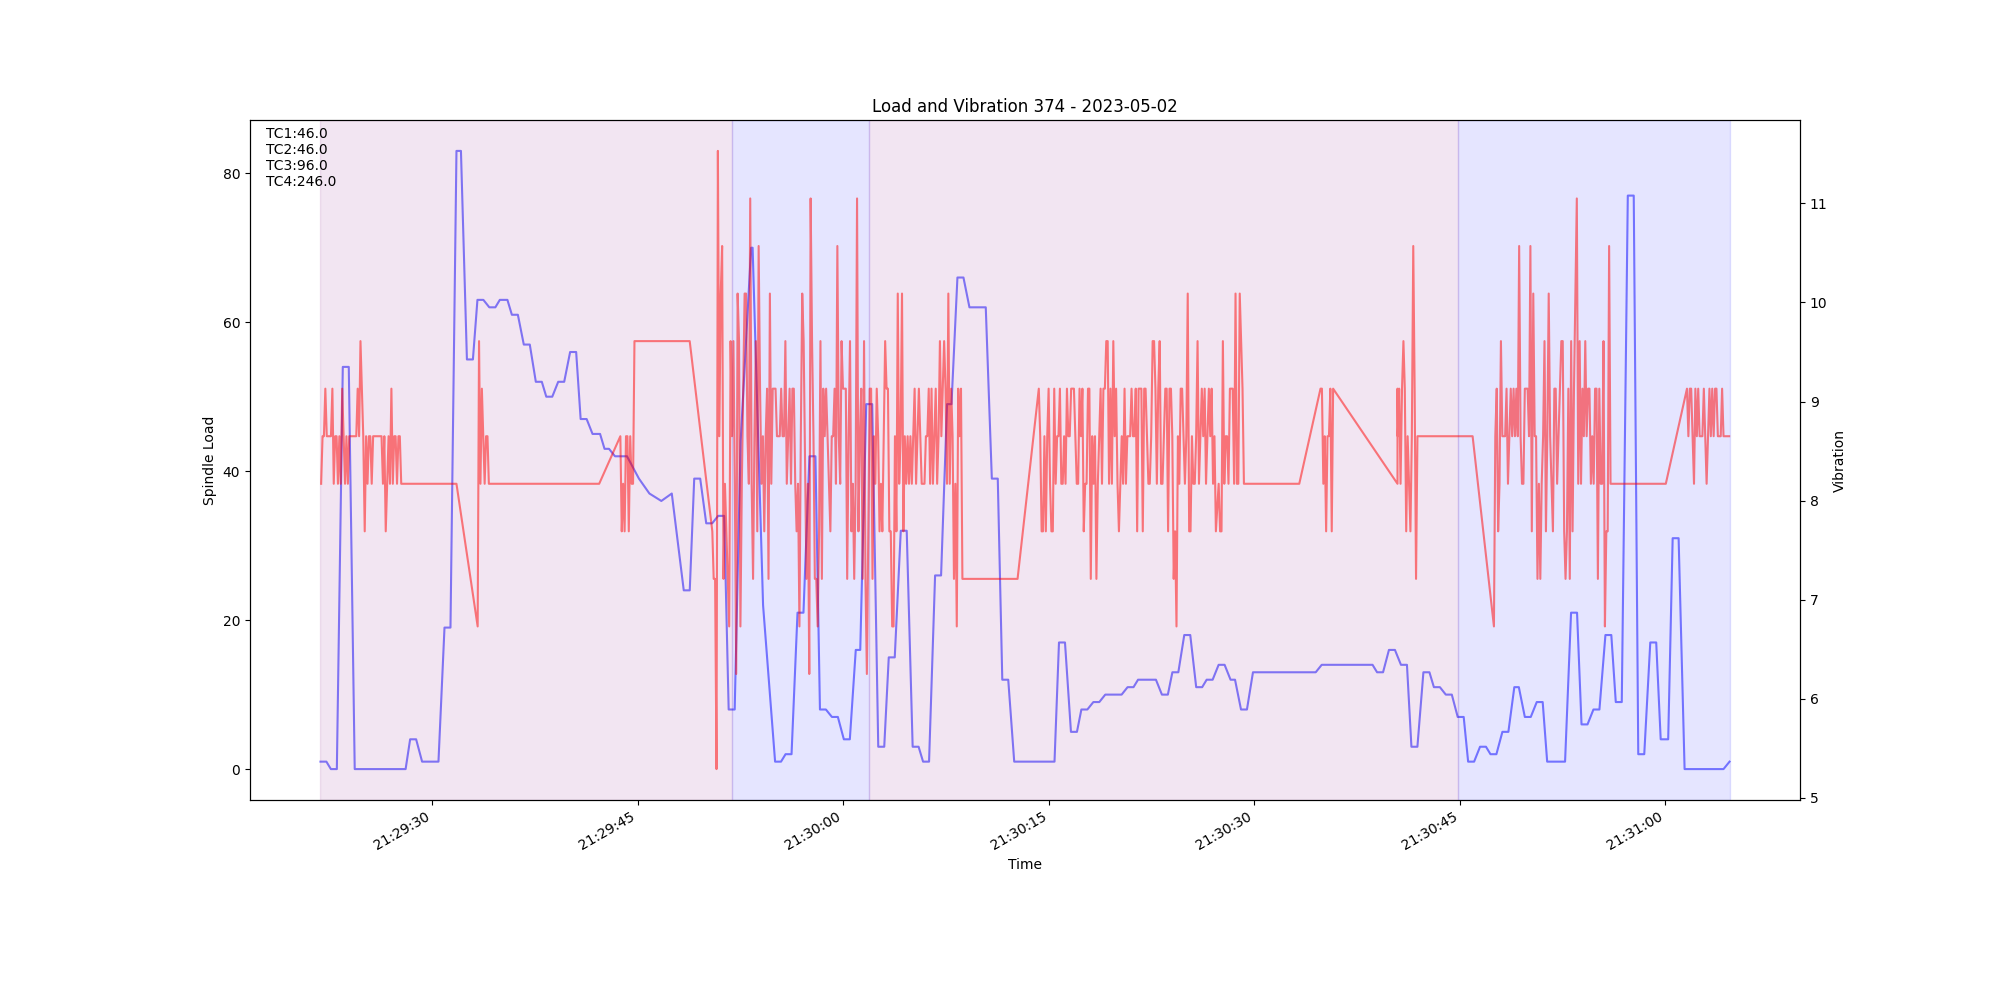 Load and Vibration 374 - 2023-05-02
TC1:46.0
TC2:46.0
TC3:96.0
TC4:246.0
80
60
40
20
0
Spindle Load
11
10
9
8
7
6
5
Vibration
21:29:30
21:29:45
21:30:00
21:30:15
21:30:30
21:30:45
21:31:00
Time